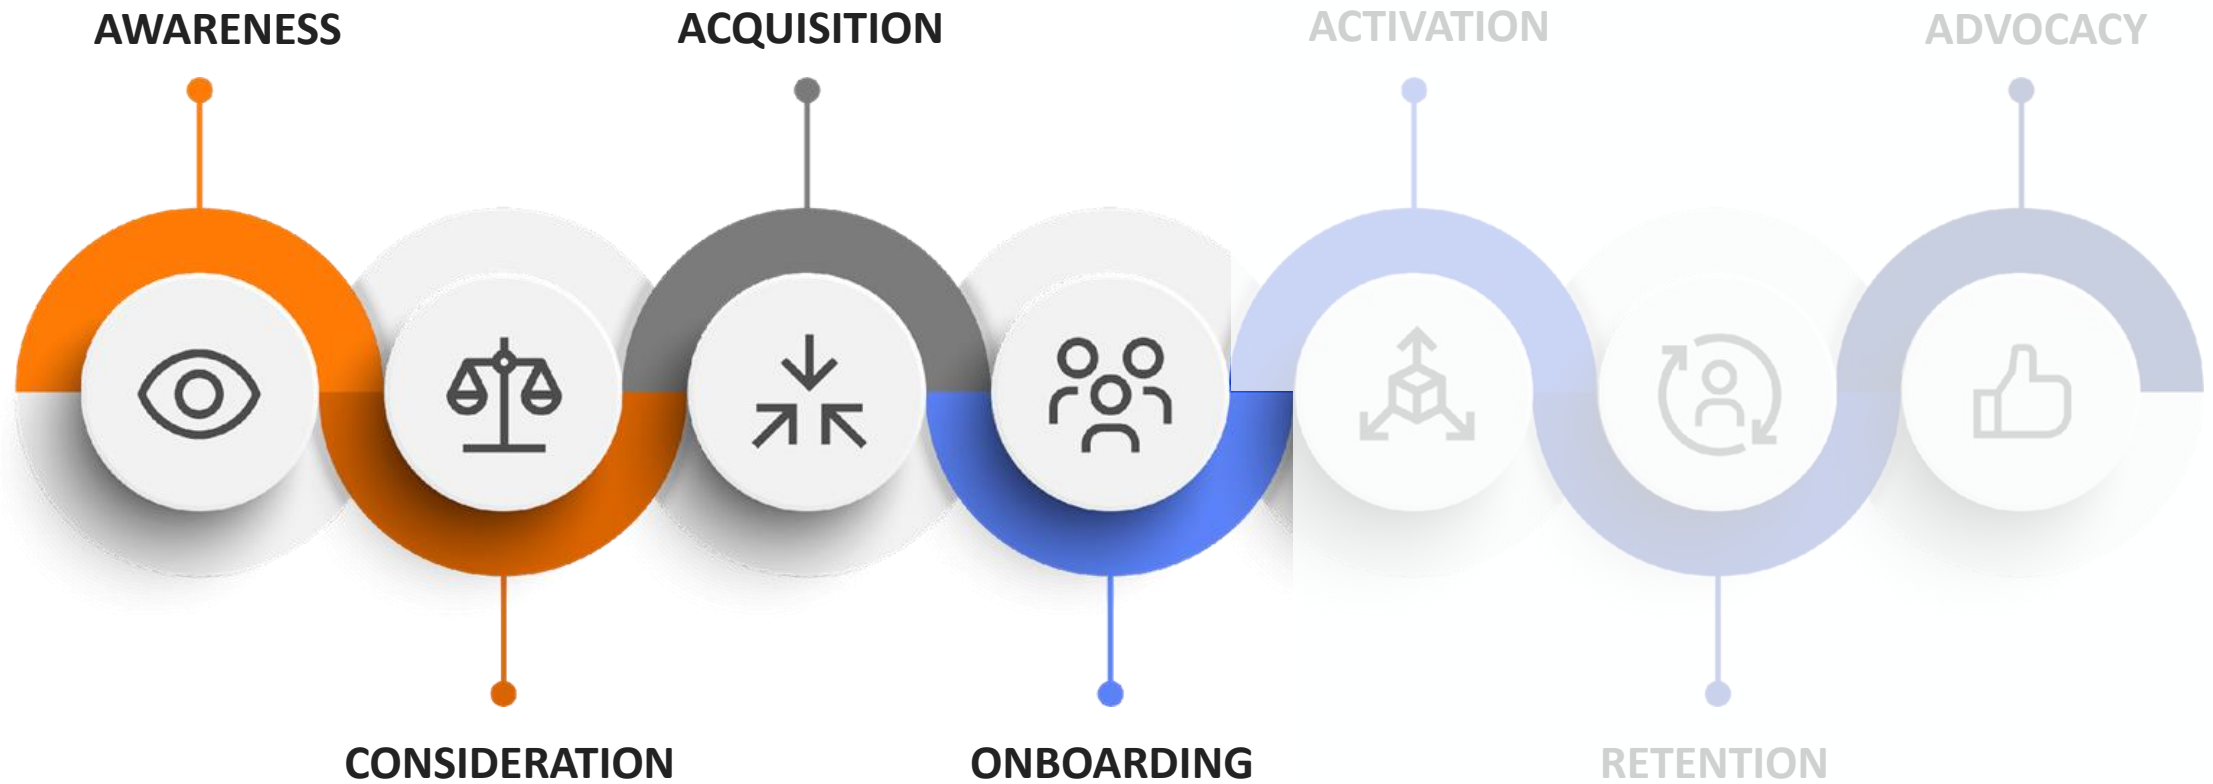 AWARENESS
CONSIDERATION
ACQUISITION
ONBOARDING
ACTIVATION
RETENTION
ADVOCACY